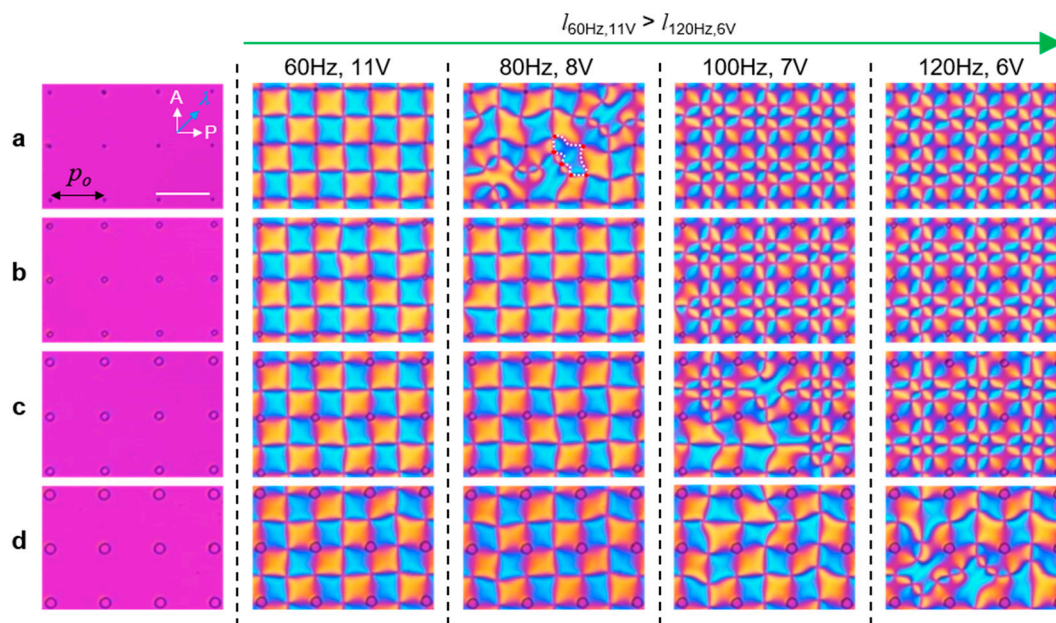 l60Hz,11V > l120Hz,6V
60Hz, 11V
80Hz, 8V
100Hz, 7V
120Hz, 6V
a
A
λ
P
po
b
c
d